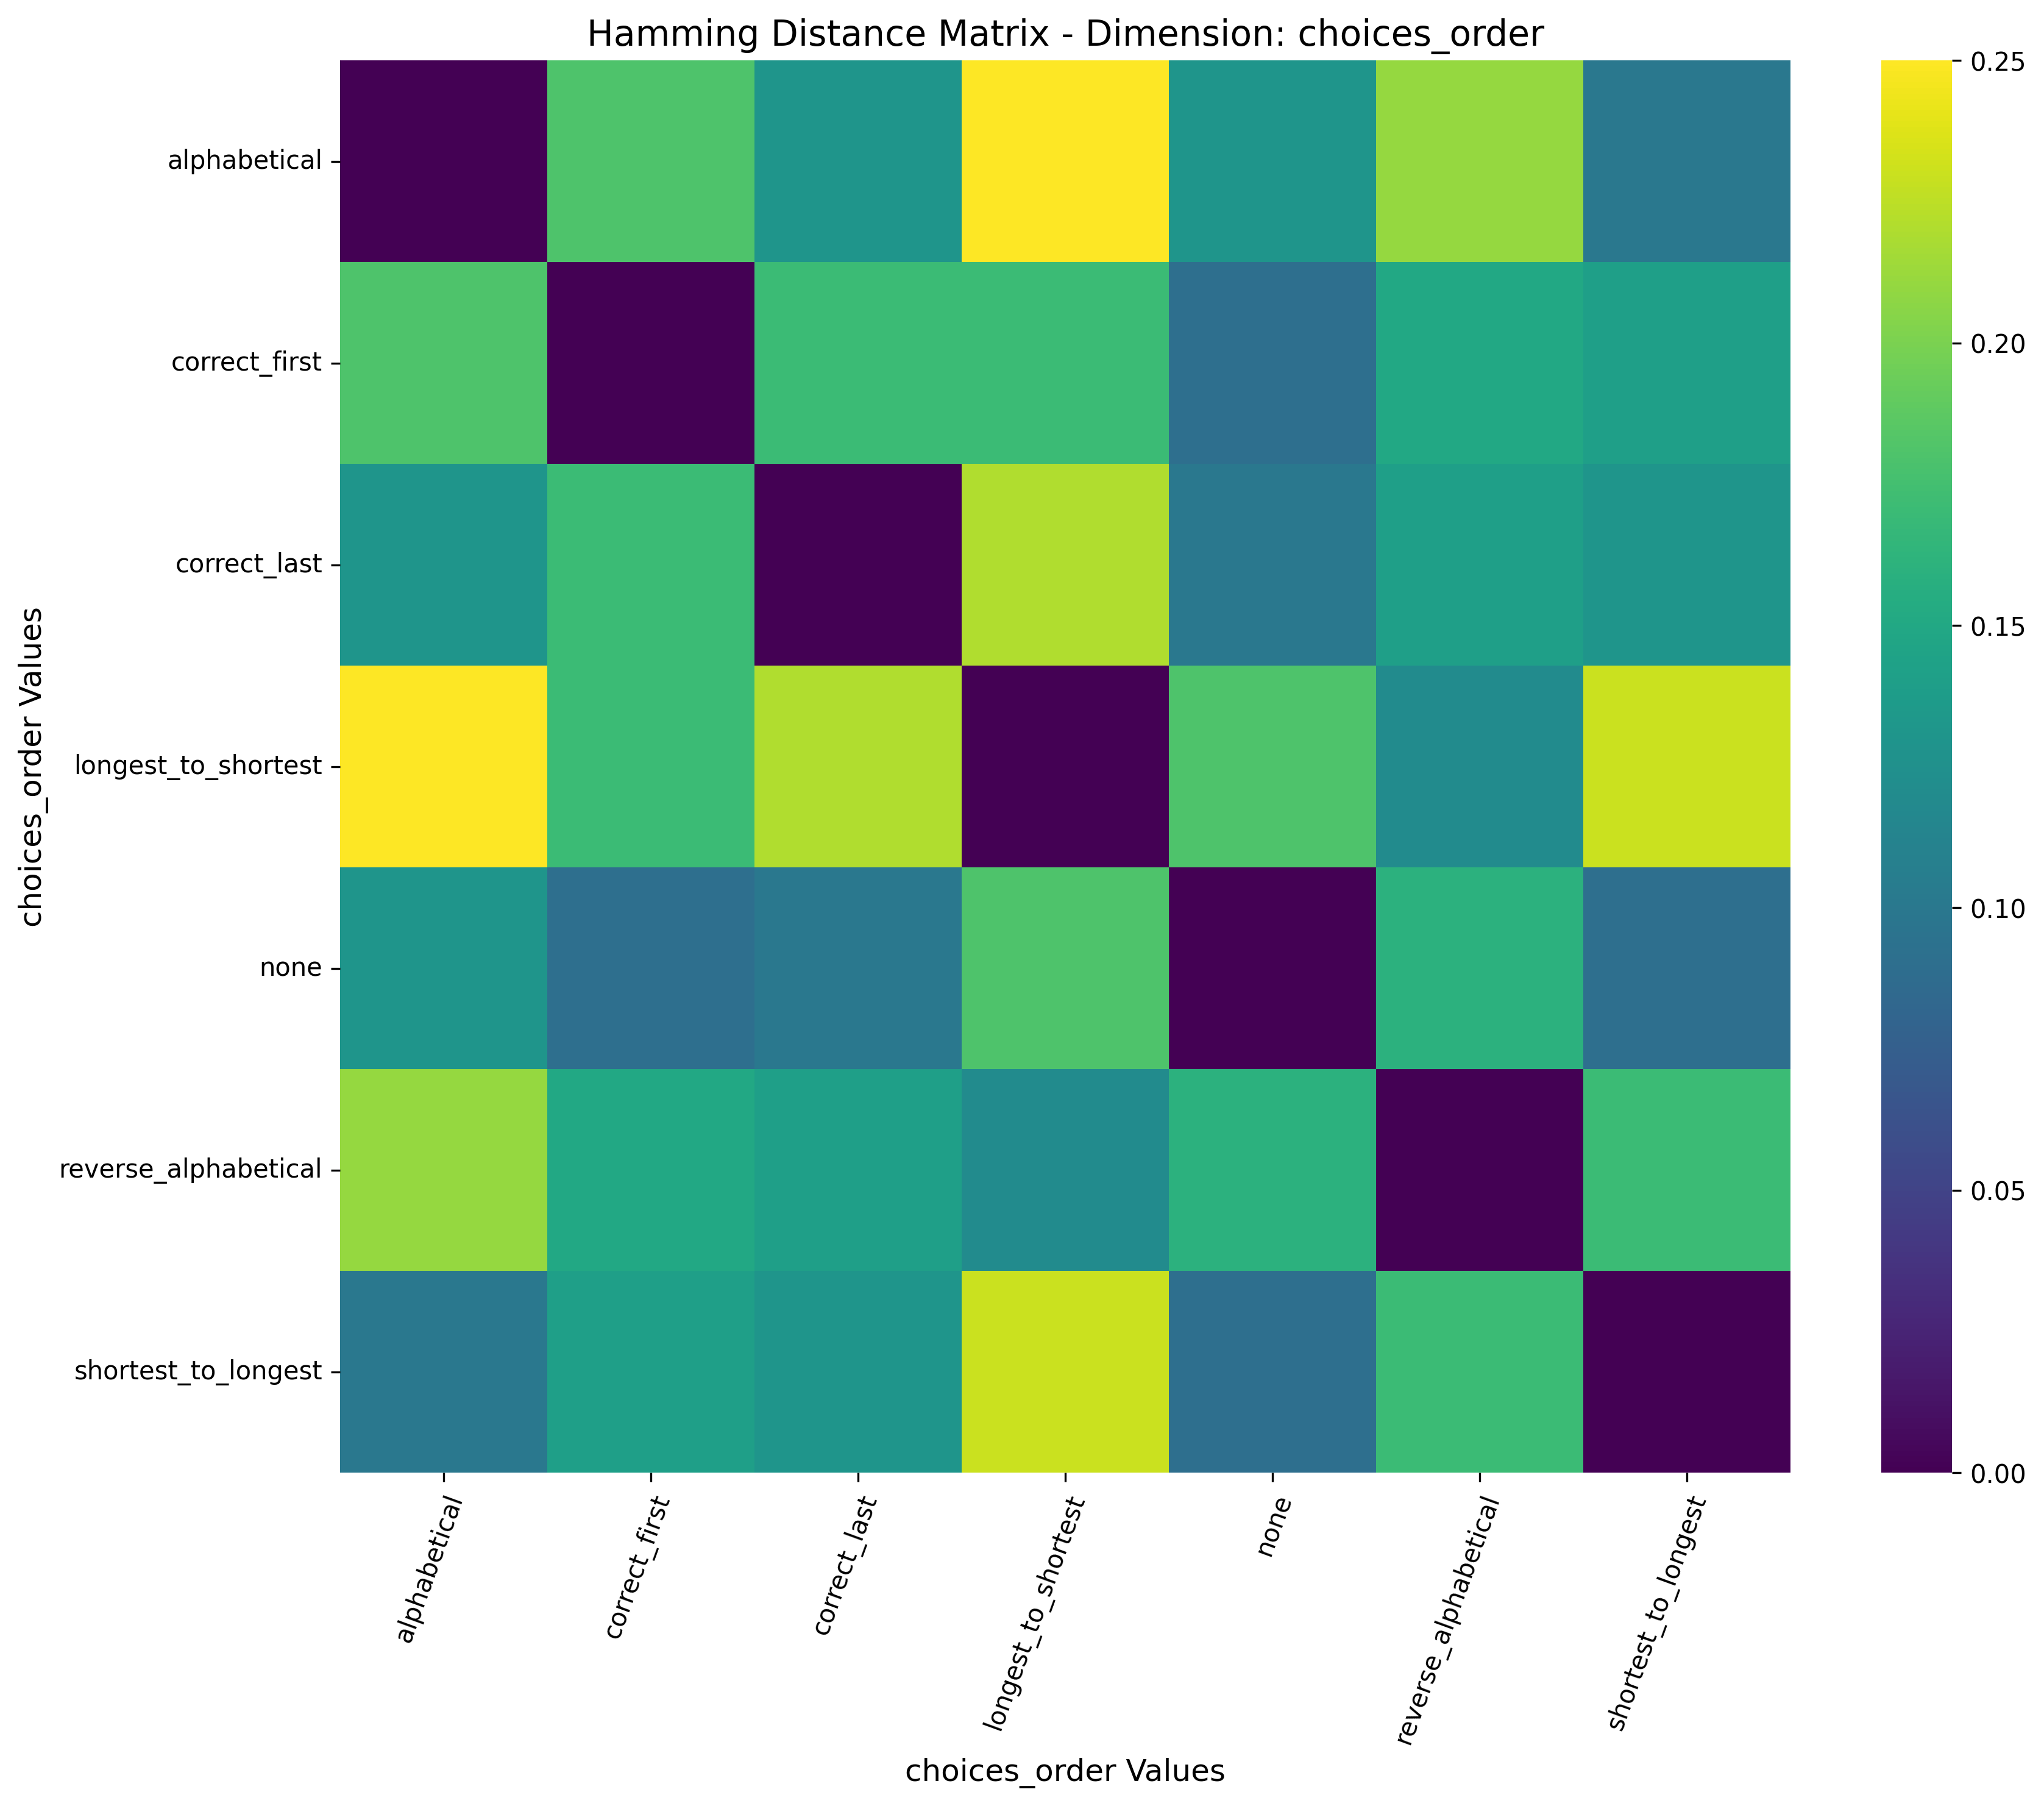 Hamming Distance Matrix - Dimension: choices_order
choices_order Values
alphabetical
correct_first
correct_last
longest_to_shortest
none
reverse_alphabetical
shortest_to_longest
alphabetical
correct_first
correct_last
longest_to_shortest
none
reverse_alphabetical
shortest_to_longest
choices_order Values
0.25
0.20
0.15
0.10
0.05
0.00